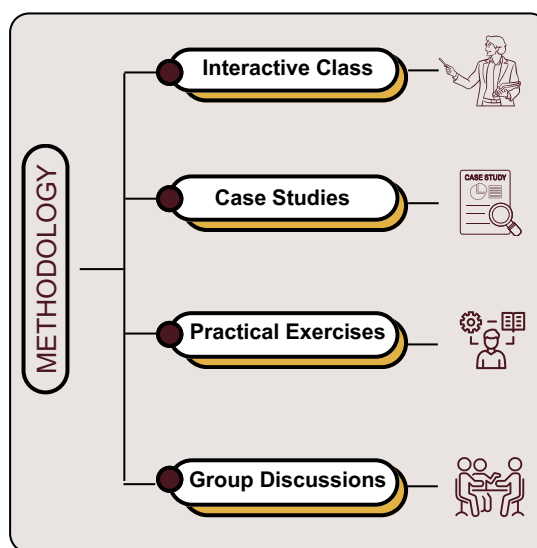 METHODOLOGY
Interactive Class
Case Studies
CASE STUDY
Practical Exercises
Group Discussions